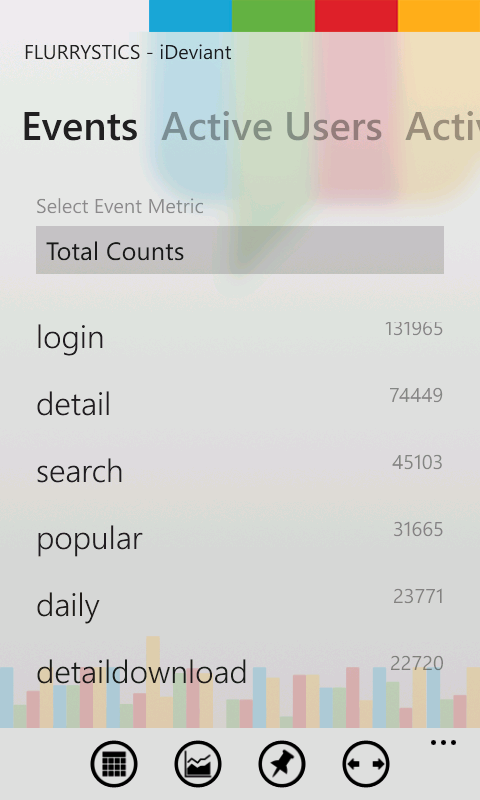 FLURRYSTICS - iDeviant
Events Active Users Activ
Select Event Metric
Total Counts
login 131965
detail 74449
search 45103
popular 31665
daily 23771
detaildownload 22720